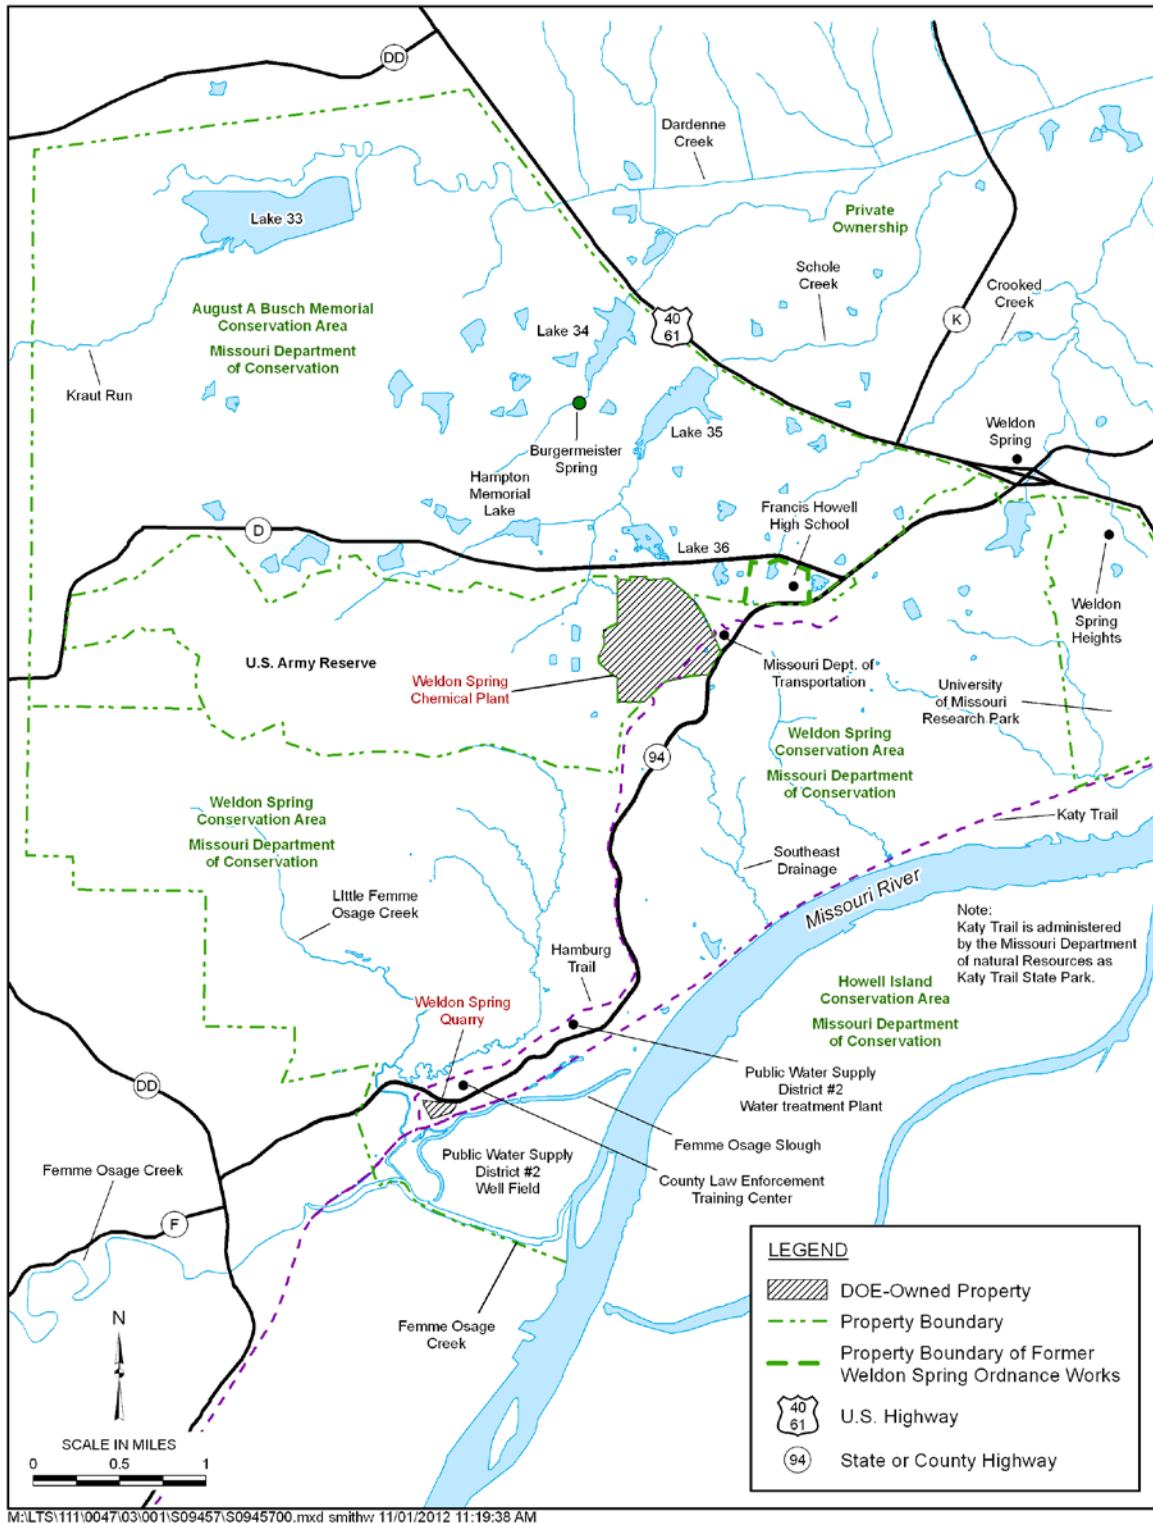 DD
Dardenne
Creek
Private
Ownership
Lake 33
Schole
Creek
Crooked
Creek
August A Busch Memorial
Conservation Area
Missouri Department
of Conservation
Lake 34
40
61
K
Kraut Run
Lake 35
Weldon
Spring
Burgermeister
Spring
Hampton
Memorial
Lake
Francis Howell
High School
D
Lake 36
Weldon
Spring
Heights
U.S. Army Reserve
Weldon Spring
Chemical Plant
Missouri Dept. of
Transportation
University
of Missouri
Research Park
Weldon Spring
Conservation Area
Missouri Department
of Conservation
94
Weldon Spring
Conservation Area
Missouri Department
of Conservation
Katy Trail
Southeast
Drainage
Missouri River
LIttle Femme
Osage Creek
Note:
Katy Trail is administered
by the Missouri Department
of natural Resources as
Katy Trail State Park.
Hamburg
Trail
Howell Island
Conservation Area
Missouri Department
of Conservation
Weldon Spring
Quarry
DD
Public Water Supply
District #2
Water treatment Plant
Femme Osage Slough
Public Water Supply
District #2
Well Field
County Law Enforcement
Training Center
Femme Osage Creek
F
Femme Osage
Creek
N
SCALE IN MILES
0 0.5 1
LEGEND
DOE-Owned Property
Property Boundary
Property Boundary of Former
Weldon Spring Ordnance Works
40
61
U.S. Highway
94
State or County Highway
M:\LTS\111\0047\03\001\S09457\S0945700.mxd smithw 11/01/2012 11:19:38 AM